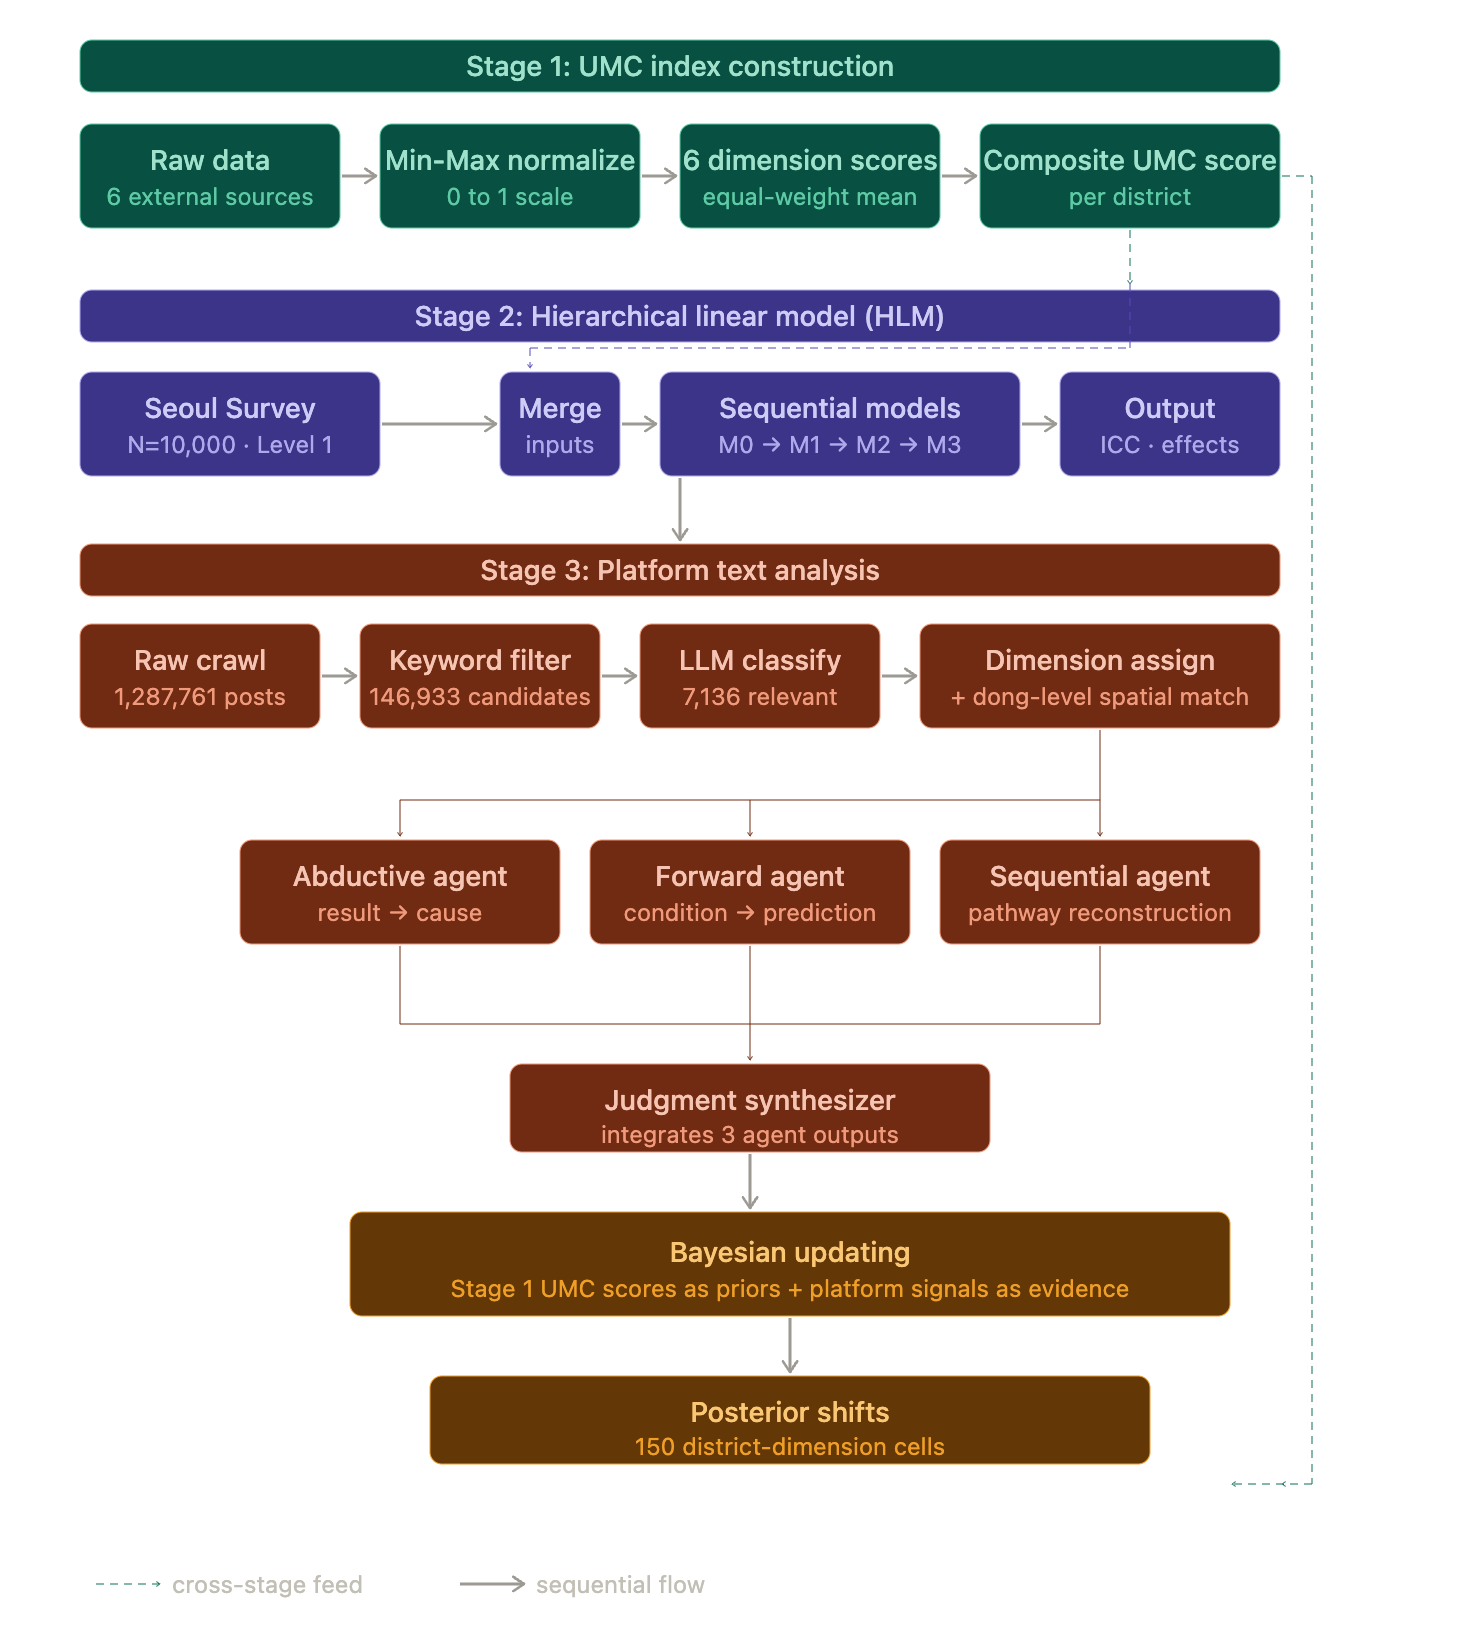 Stage 1: UMC index construction
Raw data
6 external sources
Min-Max normalize
0 to 1 scale
6 dimension scores
equal-weight mean
Composite UMC score
per district
Stage 2: Hierarchical linear model (HLM)
Seoul Survey
N=10,000 · Level 1
Merge
inputs
Sequential models
M0 → M1 → M2 → M3
Output
ICC · effects
Stage 3: Platform text analysis
Raw crawl
1,287,761 posts
Keyword filter
146,933 candidates
LLM classify
7,136 relevant
Dimension assign
+ dong-level spatial match
Abductive agent
result → cause
Forward agent
condition → prediction
Sequential agent
pathway reconstruction
Judgment synthesizer
integrates 3 agent outputs
Bayesian updating
Stage 1 UMC scores as priors + platform signals as evidence
Posterior shifts
150 district-dimension cells
cross-stage feed
sequential flow